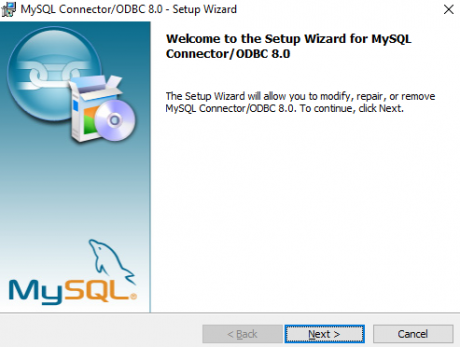 MySQL Connector/ODBC 8.0 - Setup Wizard
Welcome to the Setup Wizard for MySQL
Connector/ODBC 8.0
The Setup Wizard will allow you to modify, repair, or remove
MySQL Connector/ODBC 8.0. To continue, click Next.
MySQL®
< Back
Next >
Cancel